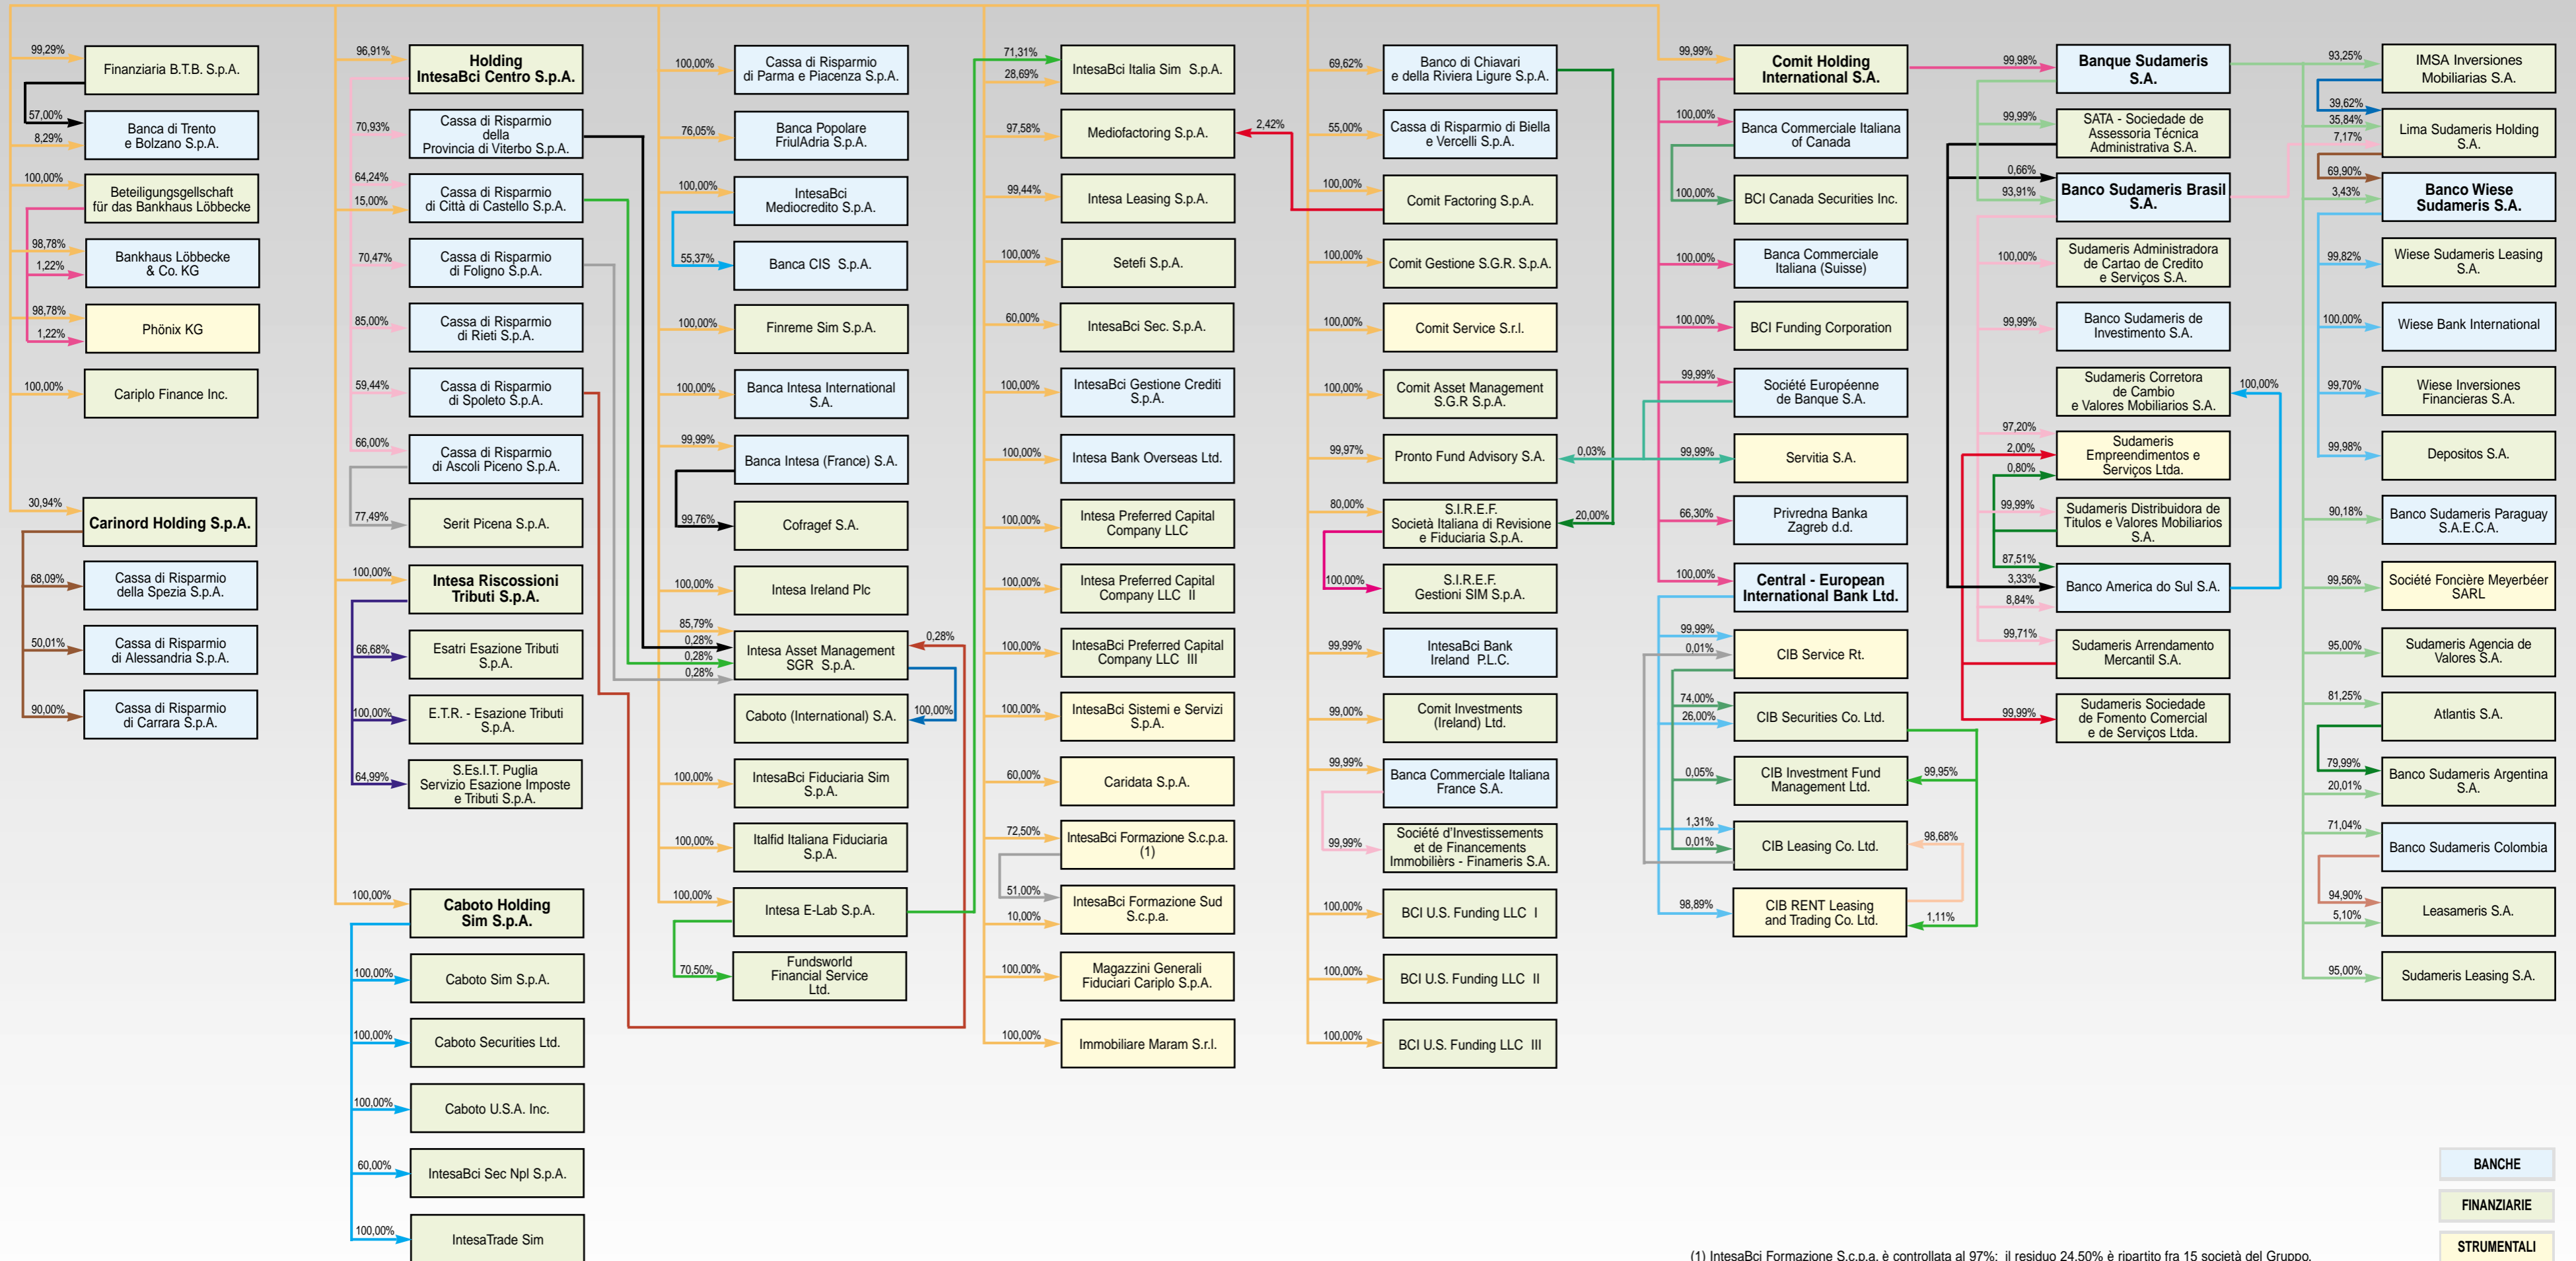 99,29%
Finanziaria B.T.B. S.p.A.
57,00%
8,29%
Banca di Trento
e Bolzano S.p.A.
100,00%
Beteiligungsgellschaft
für das Bankhaus Löbbecke
98,78%
1,22%
Bankhaus Löbbecke
& Co. KG
98,78%
1,22%
Phönix KG
100,00%
Cariplo Finance Inc.
30,94%
Carinord Holding S.p.A.
68,09%
Cassa di Risparmio
della Spezia S.p.A.
50,01%
Cassa di Risparmio
di Alessandria S.p.A.
90,00%
Cassa di Risparmio
di Carrara S.p.A.
96,91%
Holding
IntesaBci Centro S.p.A.
70,93%
Cassa di Risparmio
della
Provincia di Viterbo S.p.A.
64,24%
15,00%
Cassa di Risparmio
di Città di Castello S.p.A.
70,47%
Cassa di Risparmio
di Foligno S.p.A.
85,00%
Cassa di Risparmio
di Rieti S.p.A.
59,44%
Cassa di Risparmio
di Spoleto S.p.A.
66,00%
Cassa di Risparmio
di Ascoli Piceno S.p.A.
77,49%
Serit Picena S.p.A.
100,00%
Intesa Riscossioni
Tributi S.p.A.
66,68%
Esatri Esazione Tributi
S.p.A.
100,00%
E.T.R. - Esazione Tributi
S.p.A.
64,99%
S.Es.I.T. Puglia
Servizio Esazione Imposte
e Tributi S.p.A.
100,00%
Caboto Holding
Sim S.p.A.
100,00%
Caboto Sim S.p.A.
100,00%
Caboto Securities Ltd.
100,00%
Caboto U.S.A. Inc.
60,00%
IntesaBci Sec Npl S.p.A.
100,00%
IntesaTrade Sim
100,00%
Cassa di Risparmio
di Parma e Piacenza S.p.A.
76,05%
Banca Popolare
FriulAdria S.p.A.
100,00%
IntesaBci
Mediocredito S.p.A.
55,37%
Banca CIS S.p.A.
100,00%
Finreme Sim S.p.A.
100,00%
Banca Intesa International
S.A.
99,99%
Banca Intesa (France) S.A.
99,76%
Cofragef S.A.
100,00%
Intesa Ireland Plc
85,79%
0,28%
0,28%
0,28%
Intesa Asset Management
SGR S.p.A.
0,28%
Caboto (International) S.A.
100,00%
100,00%
IntesaBci Fiduciaria Sim
S.p.A.
100,00%
Italfid Italiana Fiduciaria
S.p.A.
100,00%
Intesa E-Lab S.p.A.
70,50%
Fundsworld
Financial Service
Ltd.
71,31%
28,69%
IntesaBci Italia Sim S.p.A.
97,58%
Mediofactoring S.p.A.
2,42%
99,44%
Intesa Leasing S.p.A.
100,00%
Setefi S.p.A.
60,00%
IntesaBci Sec. S.p.A.
100,00%
IntesaBci Gestione Crediti
S.p.A.
100,00%
Intesa Bank Overseas Ltd.
100,00%
Intesa Preferred Capital
Company LLC
100,00%
Intesa Preferred Capital
Company LLC II
100,00%
IntesaBci Preferred Capital
Company LLC III
100,00%
IntesaBci Sistemi e Servizi
S.p.A.
60,00%
Caridata S.p.A.
72,50%
IntesaBci Formazione S.c.p.a.
(1)
51,00%
10,00%
IntesaBci Formazione Sud
S.c.p.a.
100,00%
Magazzini Generali
Fiduciari Cariplo S.p.A.
100,00%
Immobiliare Maram S.r.l.
69,62%
Banco di Chiavari
e della Riviera Ligure S.p.A.
55,00%
Cassa di Risparmio di Biella
e Vercelli S.p.A.
100,00%
Comit Factoring S.p.A.
100,00%
Comit Gestione S.G.R. S.p.A.
100,00%
Comit Service S.r.l.
100,00%
Comit Asset Management
S.G.R S.p.A.
99,97%
Pronto Fund Advisory S.A.
0,03%
80,00%
S.I.R.E.F.
Società Italiana di Revisione
e Fiduciaria S.p.A.
20,00%
100,00%
S.I.R.E.F.
Gestioni SIM S.p.A.
99,99%
IntesaBci Bank
Ireland P.L.C.
99,00%
Comit Investments
(Ireland) Ltd.
99,99%
Banca Commerciale Italiana
France S.A.
99,99%
Société d'Investissements
et de Financements
Immobilièrs - Finameris S.A.
100,00%
BCI U.S. Funding LLC I
100,00%
BCI U.S. Funding LLC II
100,00%
BCI U.S. Funding LLC III
99,99%
Comit Holding
International S.A.
100,00%
Banca Commerciale Italiana
of Canada
100,00%
BCI Canada Securities Inc.
100,00%
Banca Commerciale
Italiana (Suisse)
100,00%
BCI Funding Corporation
99,99%
Société Européenne
de Banque S.A.
99,99%
Servitia S.A.
66,30%
Privredna Banka
Zagreb d.d.
100,00%
Central - European
International Bank Ltd.
99,99%
0,01%
CIB Service Rt.
74,00%
26,00%
CIB Securities Co. Ltd.
0,05%
CIB Investment Fund
Management Ltd.
99,95%
1,31%
0,01%
CIB Leasing Co. Ltd.
98,68%
98,89%
CIB RENT Leasing
and Trading Co. Ltd.
1,11%
99,98%
Banque Sudameris
S.A.
99,99%
SATA - Sociedade de
Assessoria Técnica
Administrativa S.A.
0,66%
93,91%
Banco Sudameris Brasil
S.A.
100,00%
Sudameris Administradora
de Cartao de Credito
e Serviços S.A.
99,99%
Banco Sudameris de
Investimento S.A.
Sudameris Corretora
de Cambio
e Valores Mobiliarios S.A.
100,00%
97,20%
2,00%
0,80%
Sudameris
Empreendimentos e
Serviços Ltda.
99,99%
Sudameris Distribuidora de
Titulos e Valores Mobiliarios
S.A.
87,51%
3,33%
8,84%
Banco America do Sul S.A.
99,71%
Sudameris Arrendamento
Mercantil S.A.
99,99%
Sudameris Sociedade
de Fomento Comercial
e de Serviços Ltda.
93,25%
IMSA Inversiones
Mobiliarias S.A.
39,62%
35,84%
7,17%
Lima Sudameris Holding
S.A.
69,90%
3,43%
Banco Wiese
Sudameris S.A.
99,82%
Wiese Sudameris Leasing
S.A.
100,00%
Wiese Bank International
99,70%
Wiese Inversiones
Financieras S.A.
99,98%
Depositos S.A.
90,18%
Banco Sudameris Paraguay
S.A.E.C.A.
99,56%
Société Foncière Meyerbéer
SARL
95,00%
Sudameris Agencia de
Valores S.A.
81,25%
Atlantis S.A.
79,99%
20,01%
Banco Sudameris Argentina
S.A.
71,04%
Banco Sudameris Colombia
94,90%
5,10%
Leasameris S.A.
95,00%
Sudameris Leasing S.A.
BANCHE
FINANZIARIE
STRUMENTALI
(1) IntesaBci Formazione S.c.p.a. è controllata al 97%; il residuo 24,50% è ripartito fra 15 società del Gruppo.